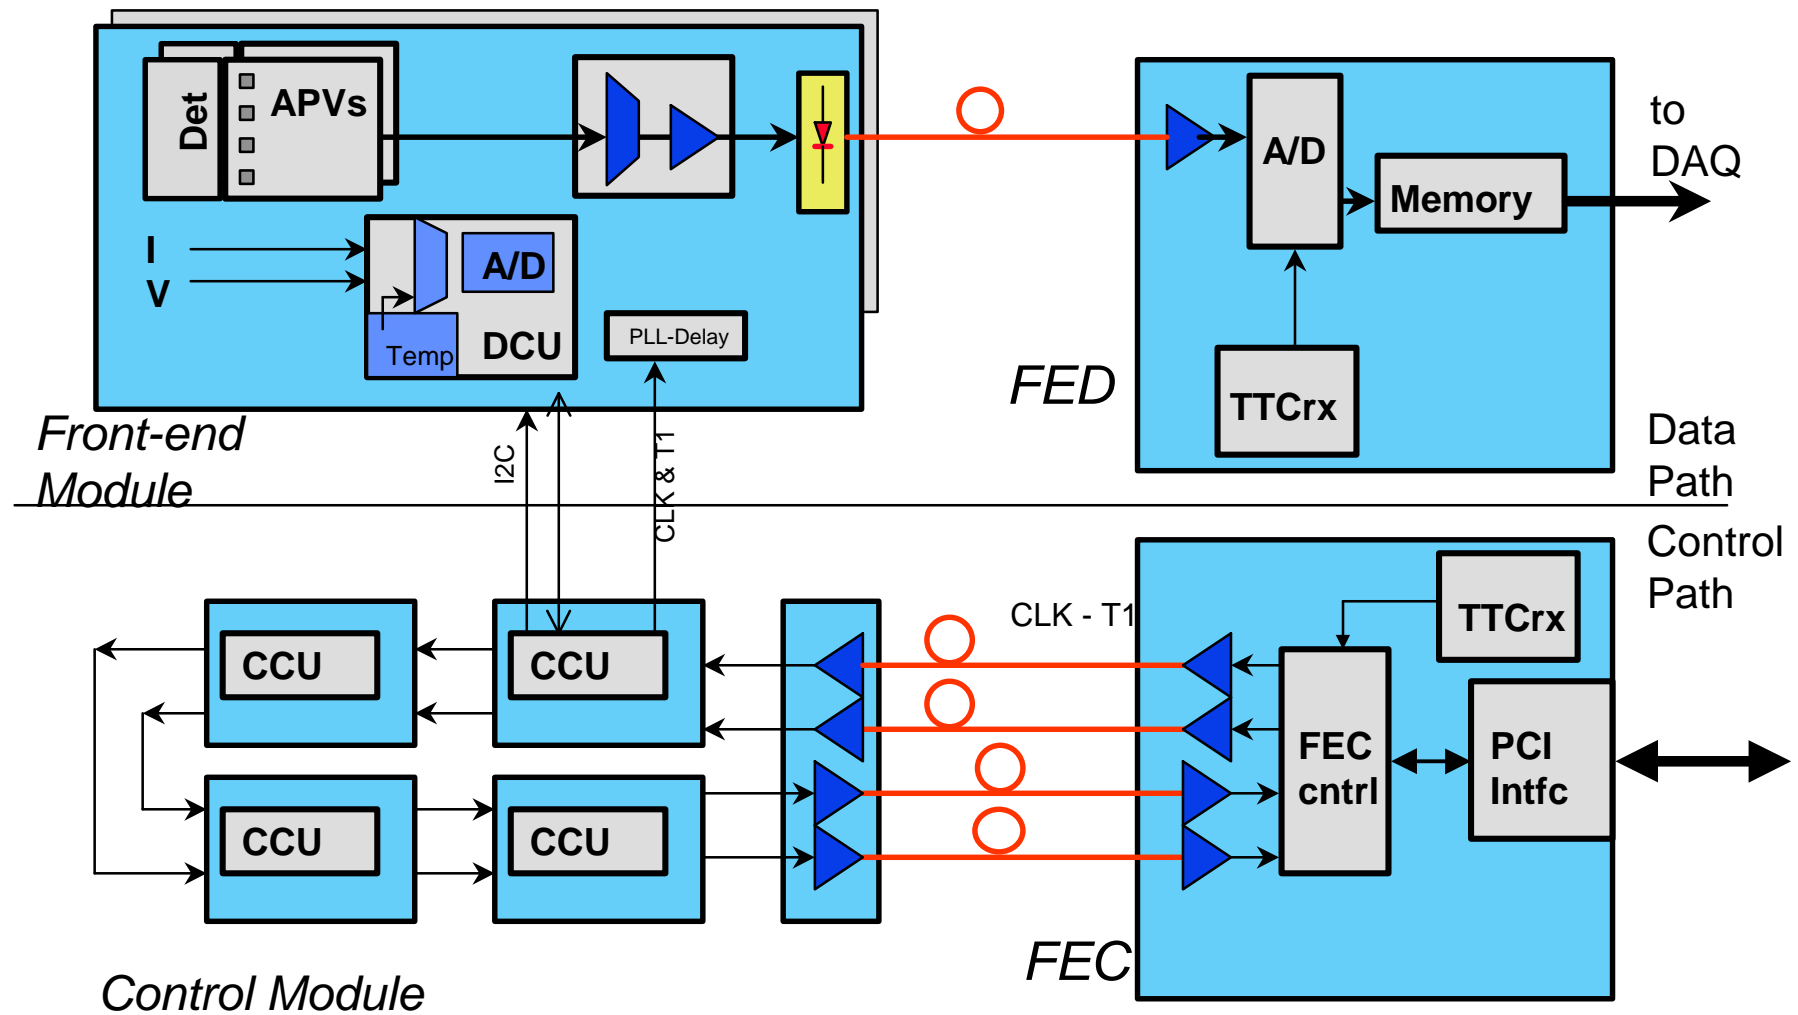 Det
APVs
I
V
A/D
Temp
DCU
PLL-Delay
Front-end
Module
I2C
CLK & T1
A/D
Memory
TTCrx
FED
to
DAQ
Data
Path
Control
Path
CCU
CCU
CCU
CCU
Control Module
CLK - T1
TTCrx
FEC
cntrl
PCI
Intfc
FEC